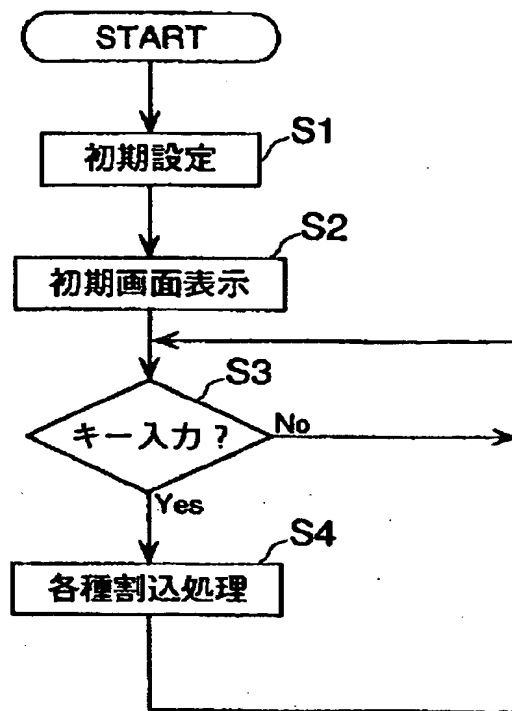 START
S1
初期設定
S2
初期画面表示
S3
キー入力?
No
Yes
S4
各種割込処理